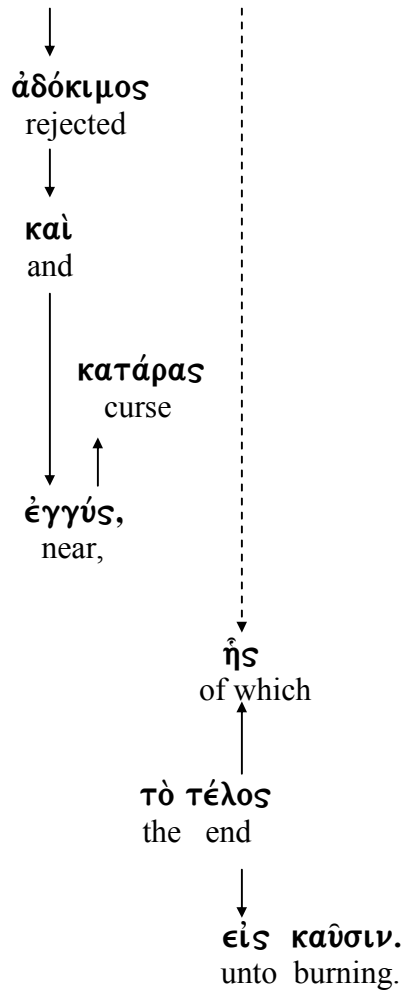 ἀδόκιμος
rejected
καὶ
and
κατάρας
curse
ἐγγύς,
near,
ἧς
of which
τὸ τέλος
the end
εἰς καῦσιν.
unto burning.